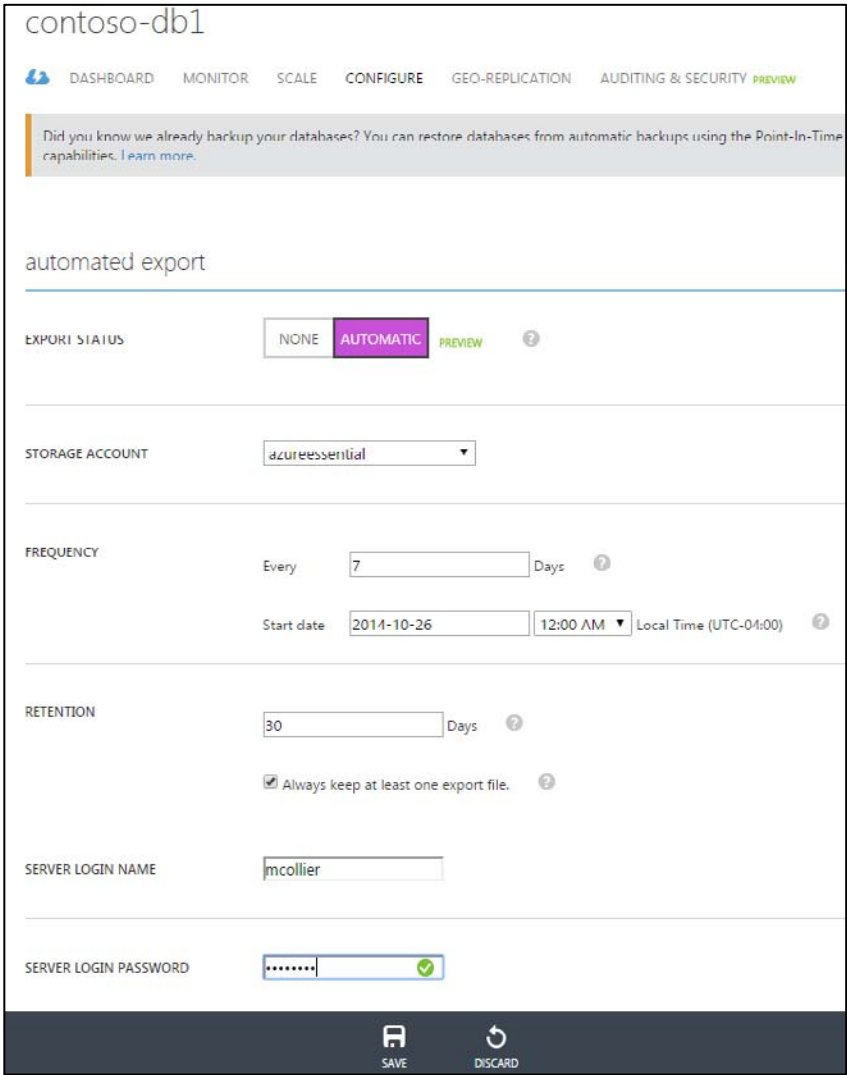 contoso-db1
DASHBOARD MONITOR SCALE CONFIGURE GEO-REPLICATION AUDITING & SECURITY PREVIEW
Did you know we already backup your databases? You can restore databases from automatic backups using the Point-In-Time
capabilities. Learn more.
automated export
EXPORT STATUS NONE AUTOMATIC PREVIEW ?
STORAGE ACCOUNT azureessential
FREQUENCY
Every 7 Days ?
Start date 2014-10-26 12:00 AM Local Time (UTC-04:00) ?
RETENTION
30 Days ?
Always keep at least one export file. ?
SERVER LOGIN NAME mcollier
SERVER LOGIN PASSWORD ••••••••
SAVE DISCARD